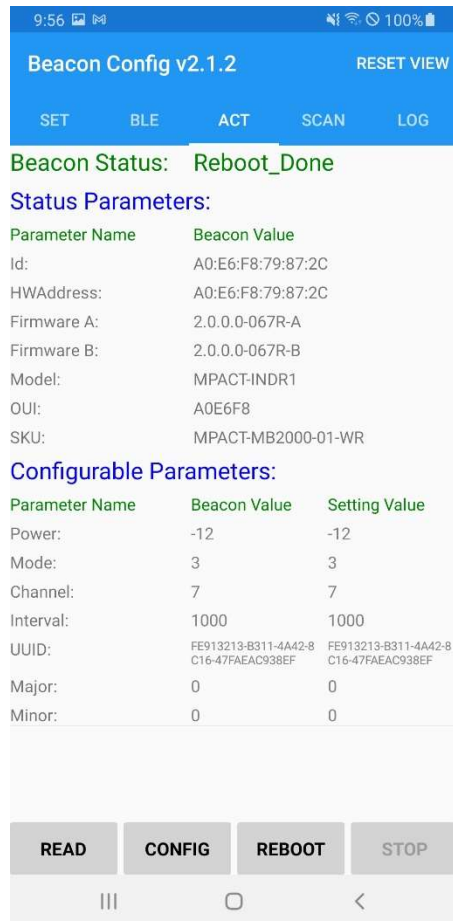 9:56 100%
Beacon Config v2.1.2 RESET VIEW
SET BLE ACT SCAN LOG
Beacon Status: Reboot_Done
Status Parameters:
Parameter Name Beacon Value
Id: A0:E6:F8:79:87:2C
HWAddress: A0:E6:F8:79:87:2C
Firmware A: 2.0.0.0-067R-A
Firmware B: 2.0.0.0-067R-B
Model: MPACT-INDR1
OUI: A0E6F8
SKU: MPACT-MB2000-01-WR
Configurable Parameters:
Parameter Name Beacon Value Setting Value
Power: -12 -12
Mode: 3 3
Channel: 7 7
Interval: 1000 1000
UUID: FE913213-B311-4A42-8 FE913213-B311-4A42-8
C16-47FAEAC938EF C16-47FAEAC938EF
Major: 0 0
Minor: 0 0
READ CONFIG REBOOT STOP